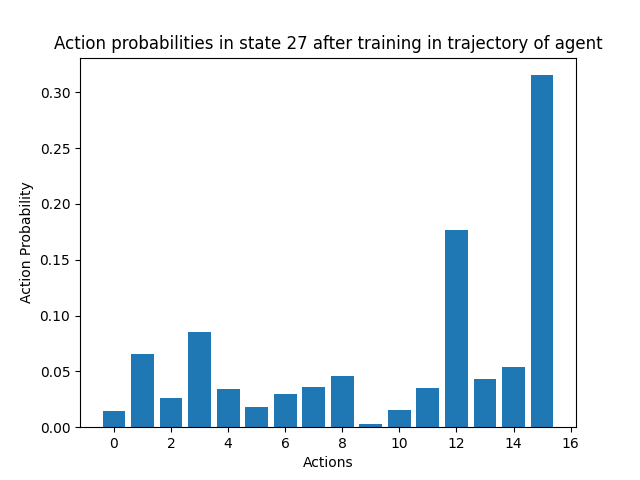 Action probabilities in state 27 after training in trajectory of agent
0.30
0.25
0.20
0.15
0.10
0.05
0.00
Action Probability
0 2 4 6 8 10 12 14 16
Actions